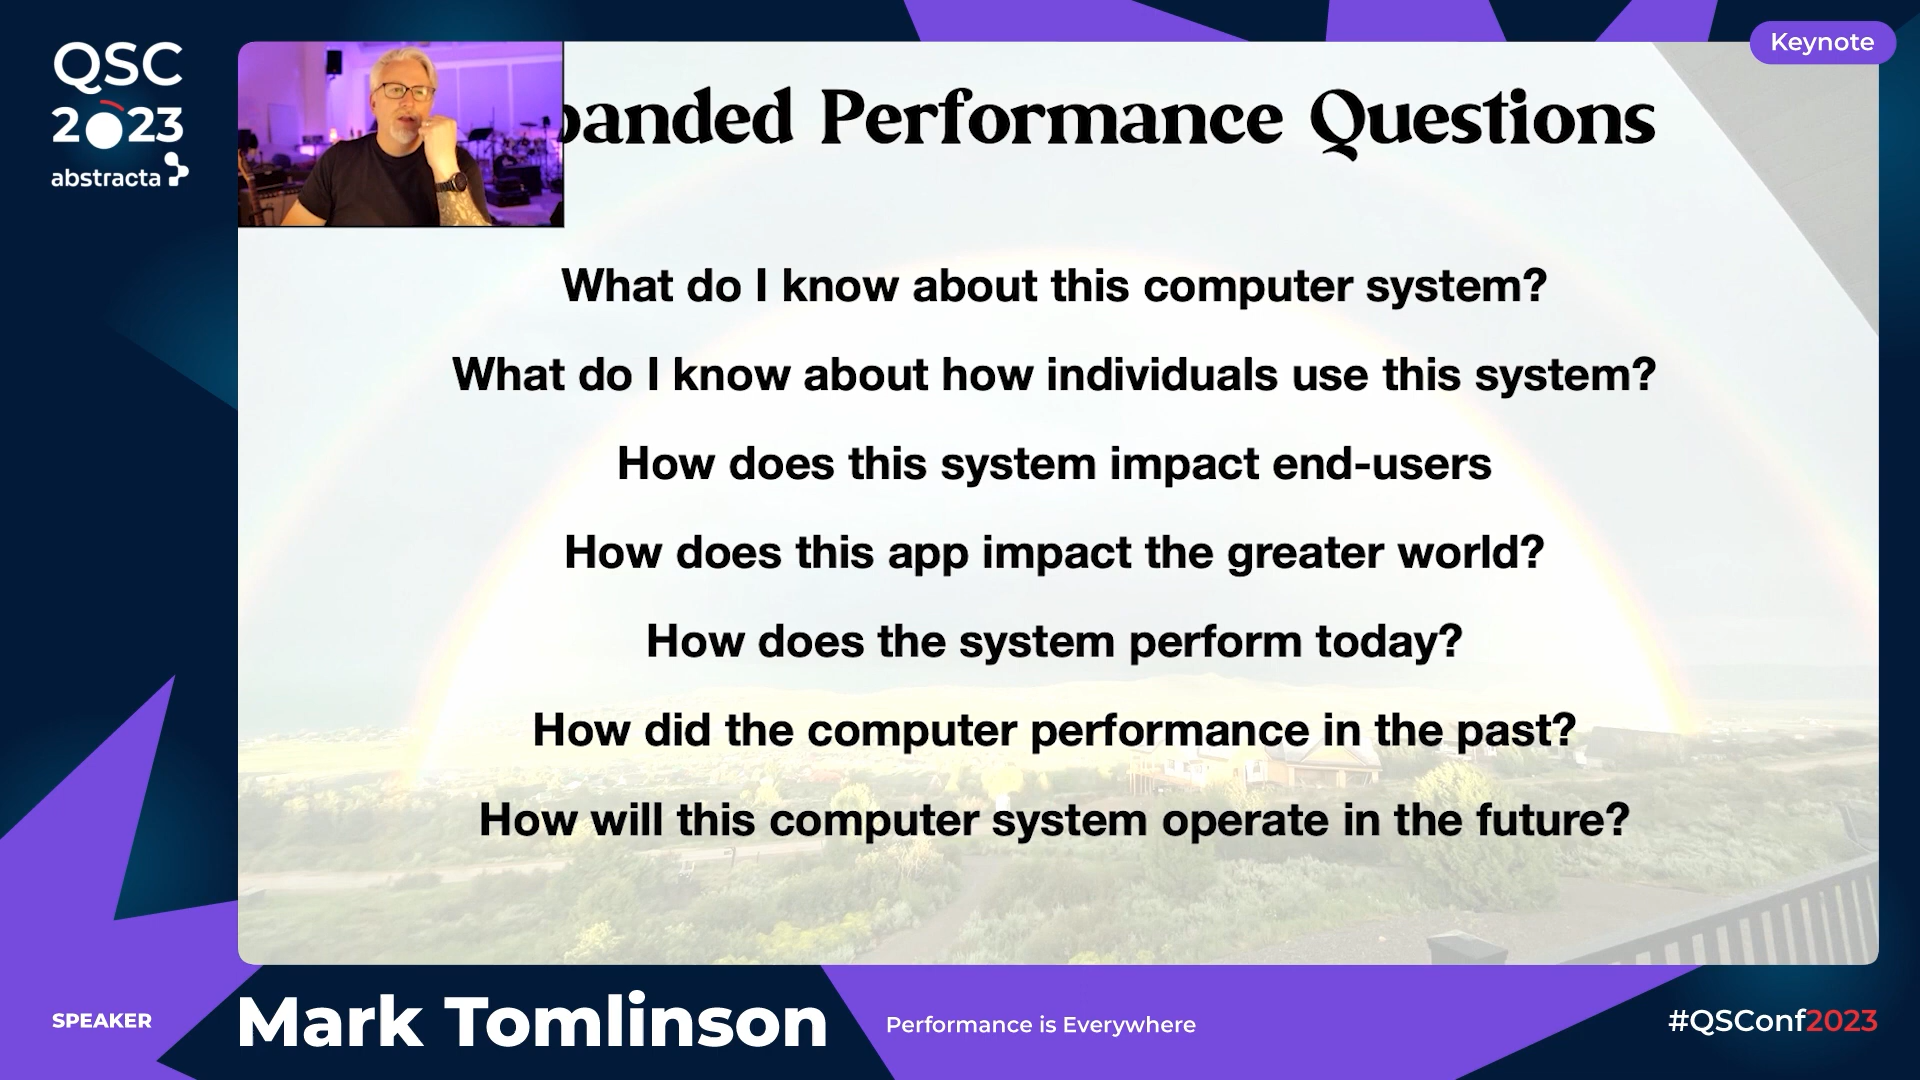 QSC
2023
abstracta
Keynote
panded Performance Questions
What do I know about this computer system?
What do I know about how individuals use this system?
How does this system impact end-users
How does this app impact the greater world?
How does the system perform today?
How did the computer performance in the past?
How will this computer system operate in the future?
SPEAKER
Mark Tomlinson
Performance is Everywhere
#QSConf2023